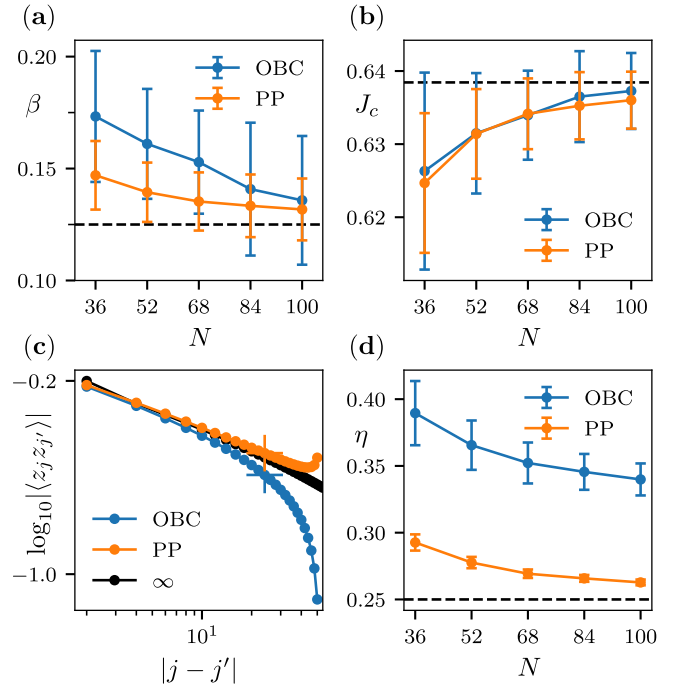 (a)
0.20
0.15
0.10
β
OBC
PP
36 52 68 84 100
N
(b)
0.64
0.63
0.62
J_c
OBC
PP
36 52 68 84 100
N
(c)
−0.2
−1.0
log₁₀|⟨z_j z_j′⟩|
OBC
PP
∞
10¹
|j − j′|
(d)
0.40
0.35
0.30
0.25
η
OBC
PP
36 52 68 84 100
N